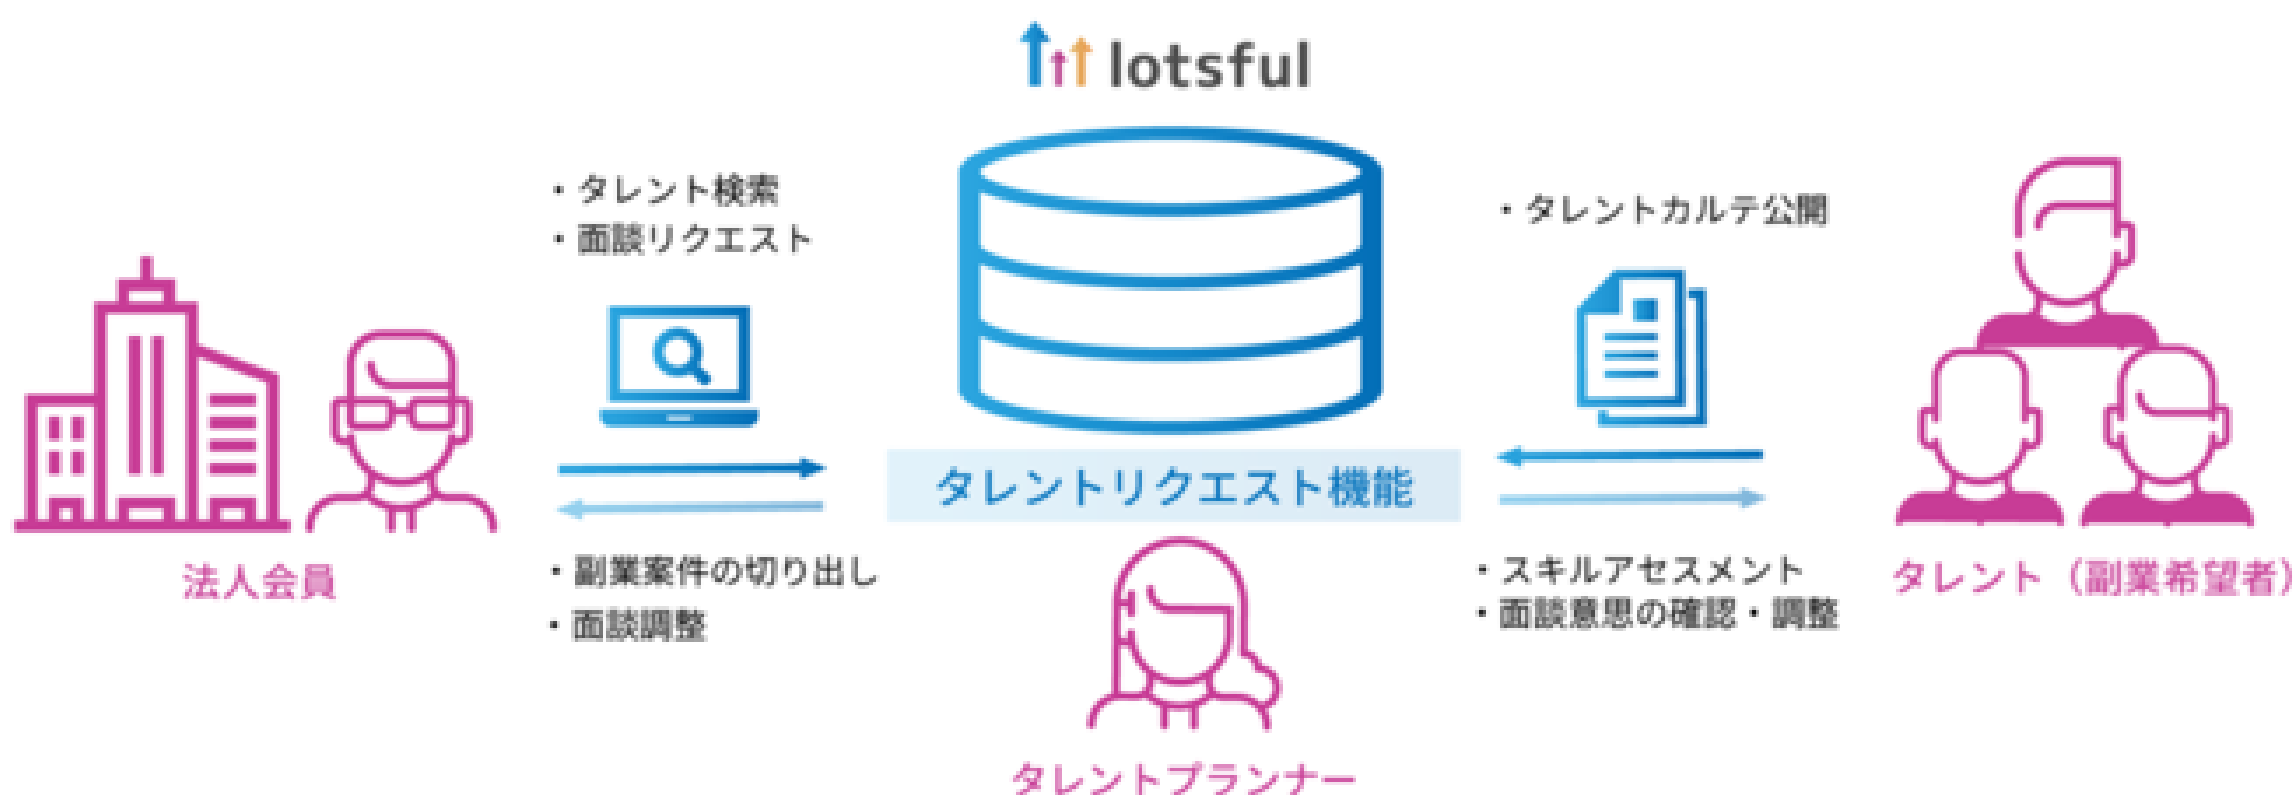 lotsful
・タレント検索
・面談リクエスト
・タレントカルテ公開
タレントリクエスト機能
法人会員
・副業案件の切り出し
・面談調整
・スキルアセスメント
・面談意思の確認・調整
タレント（副業希望者）
タレントプランナー